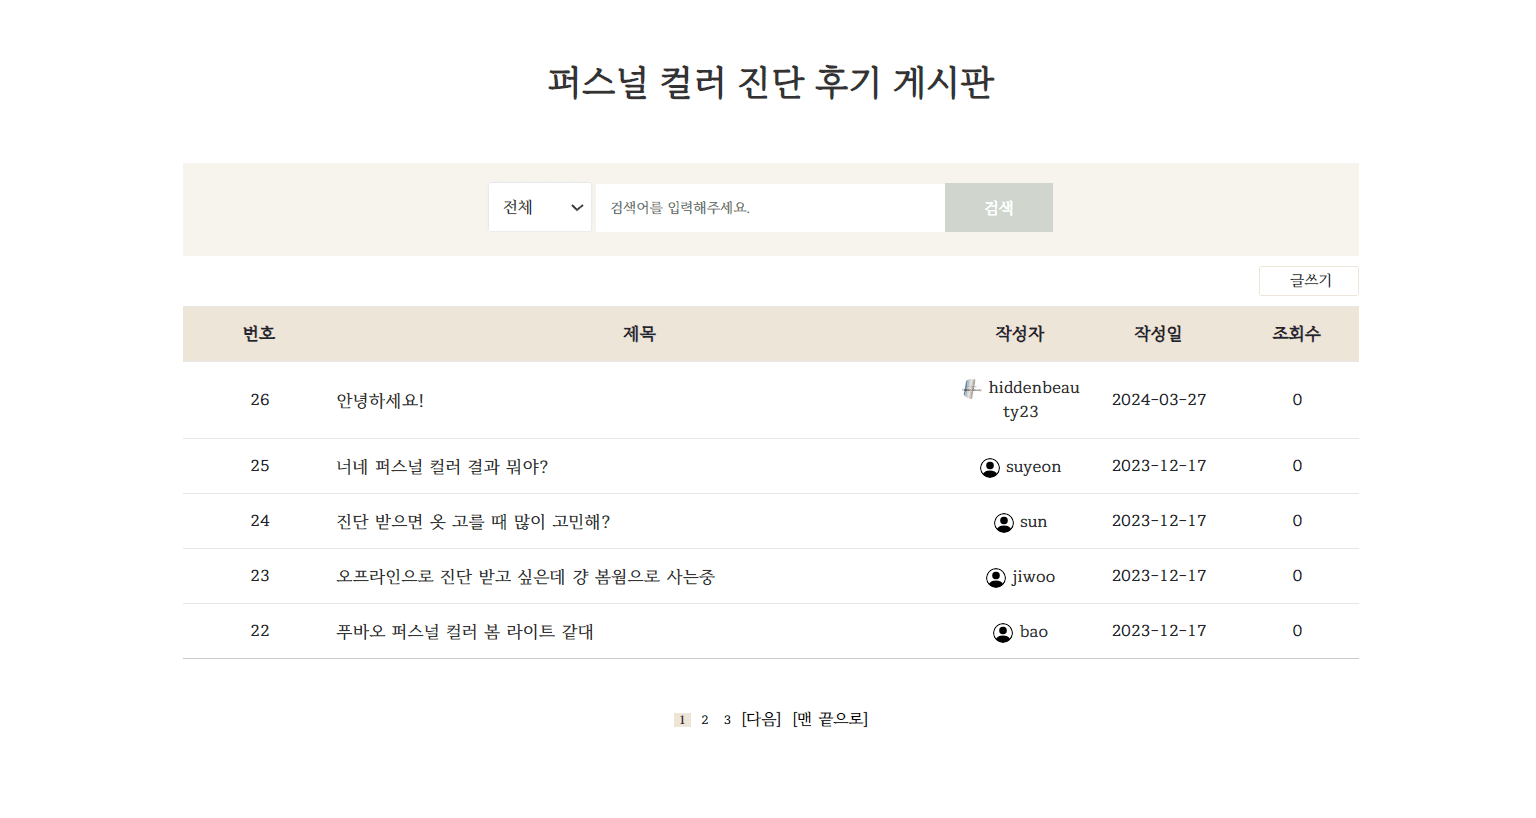 퍼스널 컬러 진단 후기 게시판
전체 검색어를 입력해주세요. 검색
글쓰기
번호 제목 작성자 작성일 조회수
26 안녕하세요! hiddenbeau
ty23 2024-03-27 0
25 너네 퍼스널 컬러 결과 뭐야? suyeon 2023-12-17 0
24 진단 받으면 옷 고를 때 많이 고민해? sun 2023-12-17 0
23 오프라인으로 진단 받고 싶은데 걍 봄웜으로 사는중 jiwoo 2023-12-17 0
22 푸바오 퍼스널 컬러 봄 라이트 같대 bao 2023-12-17 0
1 2 3 [다음] [맨 끝으로]